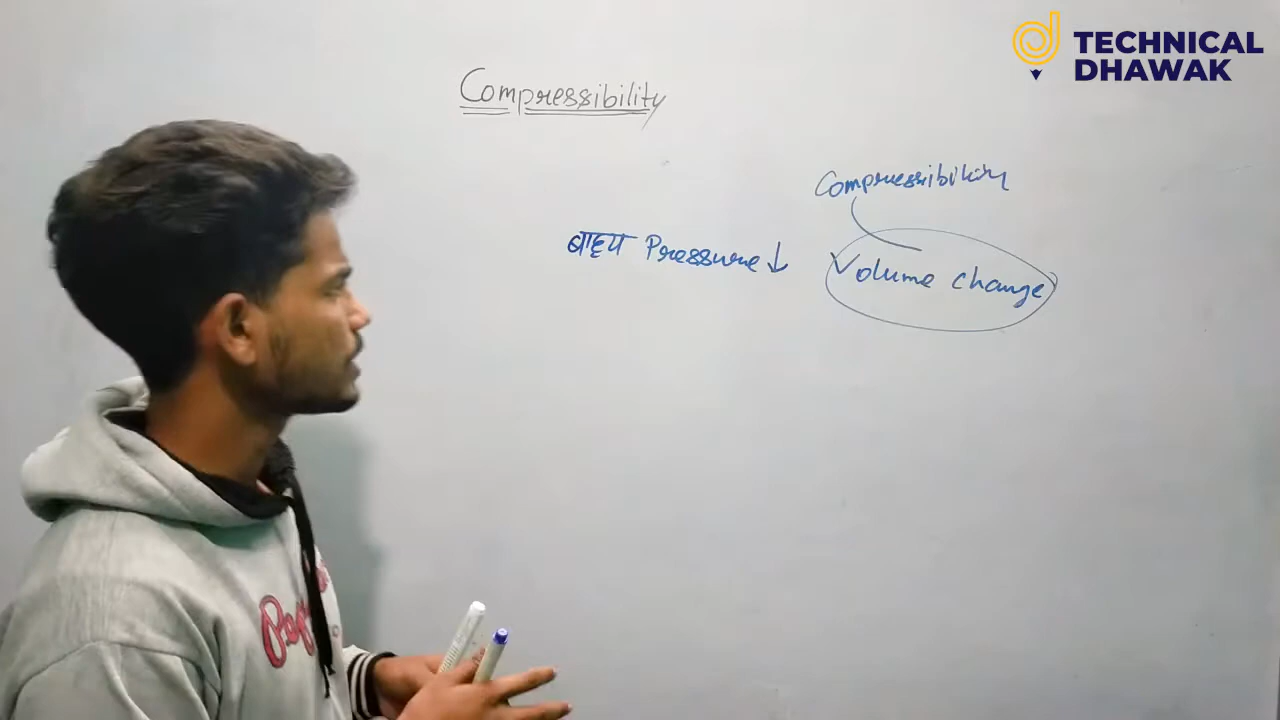 TECHNICAL
DHAWAK
Compressibility
Compressibility
बाह्य Pressure ↓
Volume change